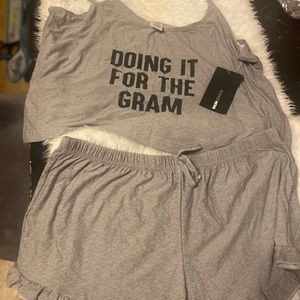 DOING IT
FOR THE
GRAM